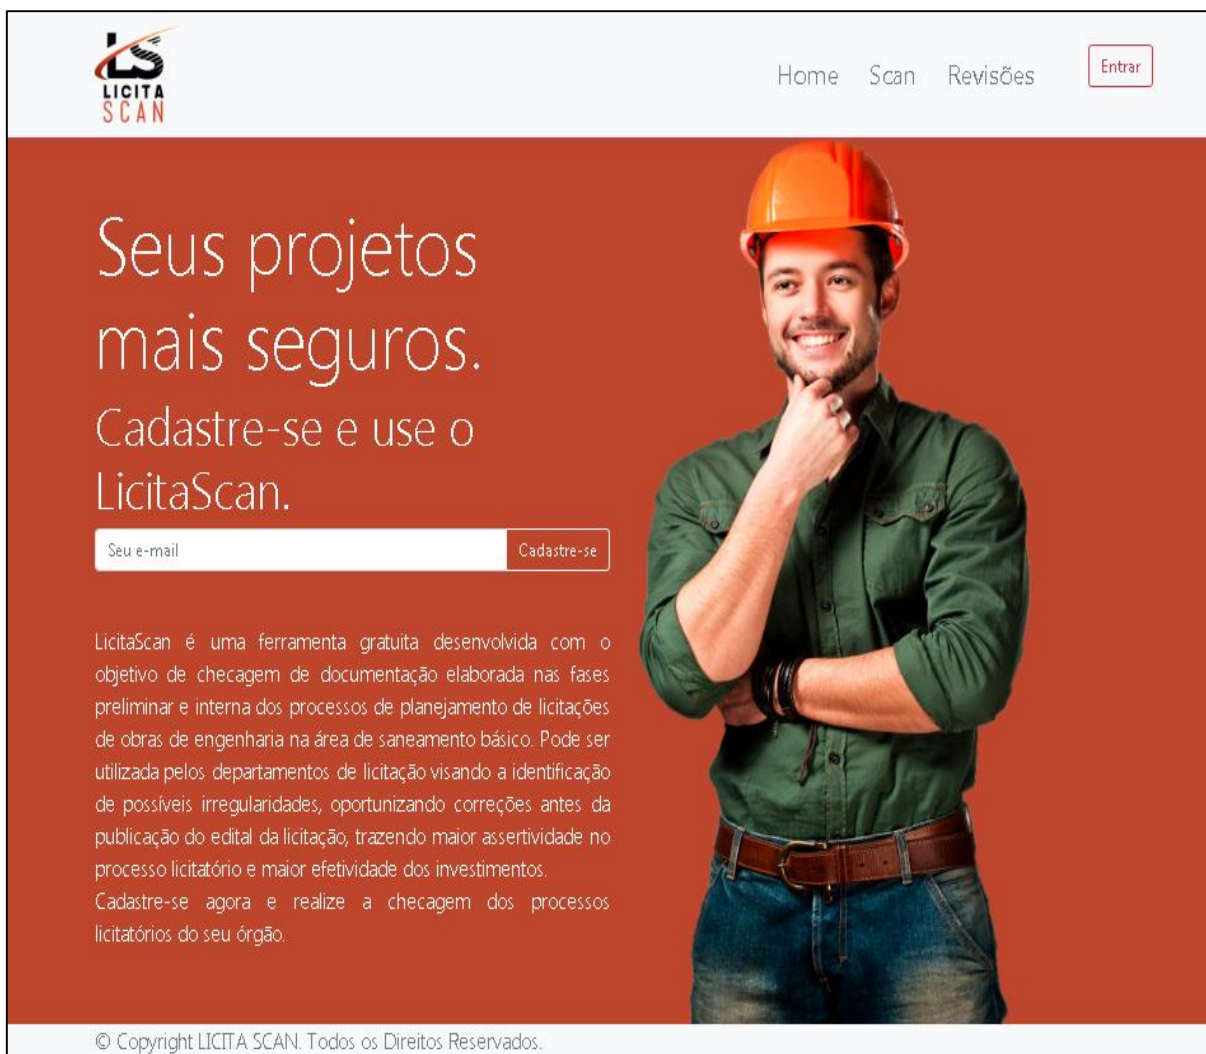 LS
LICITA
SCAN
Home Scan Revisões Entrar
Seus projetos
mais seguros.
Cadastre-se e use o
LicitaScan.
Seu e-mail Cadastre-se
LicitaScan é uma ferramenta gratuita desenvolvida com o
objetivo de checagem de documentação elaborada nas fases
preliminar e interna dos processos de planejamento de licitações
de obras de engenharia na área de saneamento básico. Pode ser
utilizada pelos departamentos de licitação visando a identificação
de possíveis irregularidades, oportunizando correções antes da
publicação do edital da licitação, trazendo maior assertividade no
processo licitatório e maior efetividade dos investimentos.
Cadastre-se agora e realize a checagem dos processos
licitatórios do seu órgão.
© Copyright LICITA SCAN. Todos os Direitos Reservados.